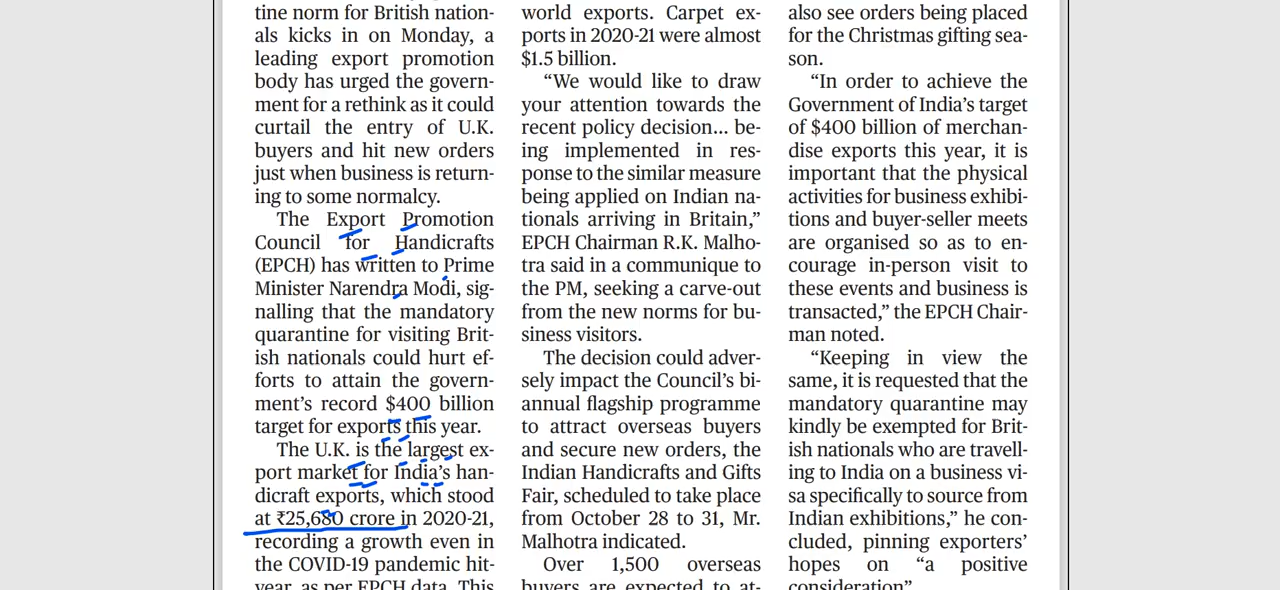 tine norm for British nation-
als kicks in on Monday, a
leading export promotion
body has urged the govern-
ment for a rethink as it could
curtail the entry of U.K.
buyers and hit new orders
just when business is return-
ing to some normalcy.
The Export Promotion
Council for Handicrafts
(EPCH) has written to Prime
Minister Narendra Modi, sig-
nalling that the mandatory
quarantine for visiting Brit-
ish nationals could hurt ef-
forts to attain the govern-
ment’s record $400 billion
target for exports this year.
The U.K. is the largest ex-
port market for India’s han-
dicraft exports, which stood
at ₹25,680 crore in 2020-21,
recording a growth even in
the COVID-19 pandemic hit-
year, as per EPCH data. This
world exports. Carpet ex-
ports in 2020-21 were almost
$1.5 billion.
“We would like to draw
your attention towards the
recent policy decision... be-
ing implemented in res-
ponse to the similar measure
being applied on Indian na-
tionals arriving in Britain,”
EPCH Chairman R.K. Malho-
tra said in a communique to
the PM, seeking a carve-out
from the new norms for bu-
siness visitors.
The decision could adver-
sely impact the Council’s bi-
annual flagship programme
to attract overseas buyers
and secure new orders, the
Indian Handicrafts and Gifts
Fair, scheduled to take place
from October 28 to 31, Mr.
Malhotra indicated.
Over 1,500 overseas
buyers are expected to at-
also see orders being placed
for the Christmas gifting sea-
son.
“In order to achieve the
Government of India’s target
of $400 billion of merchan-
dise exports this year, it is
important that the physical
activities for business exhibi-
tions and buyer-seller meets
are organised so as to en-
courage in-person visit to
these events and business is
transacted,” the EPCH Chair-
man noted.
“Keeping in view the
same, it is requested that the
mandatory quarantine may
kindly be exempted for Brit-
ish nationals who are travell-
ing to India on a business vi-
sa specifically to source from
Indian exhibitions,” he con-
cluded, pinning exporters’
hopes on “a positive
consideration”